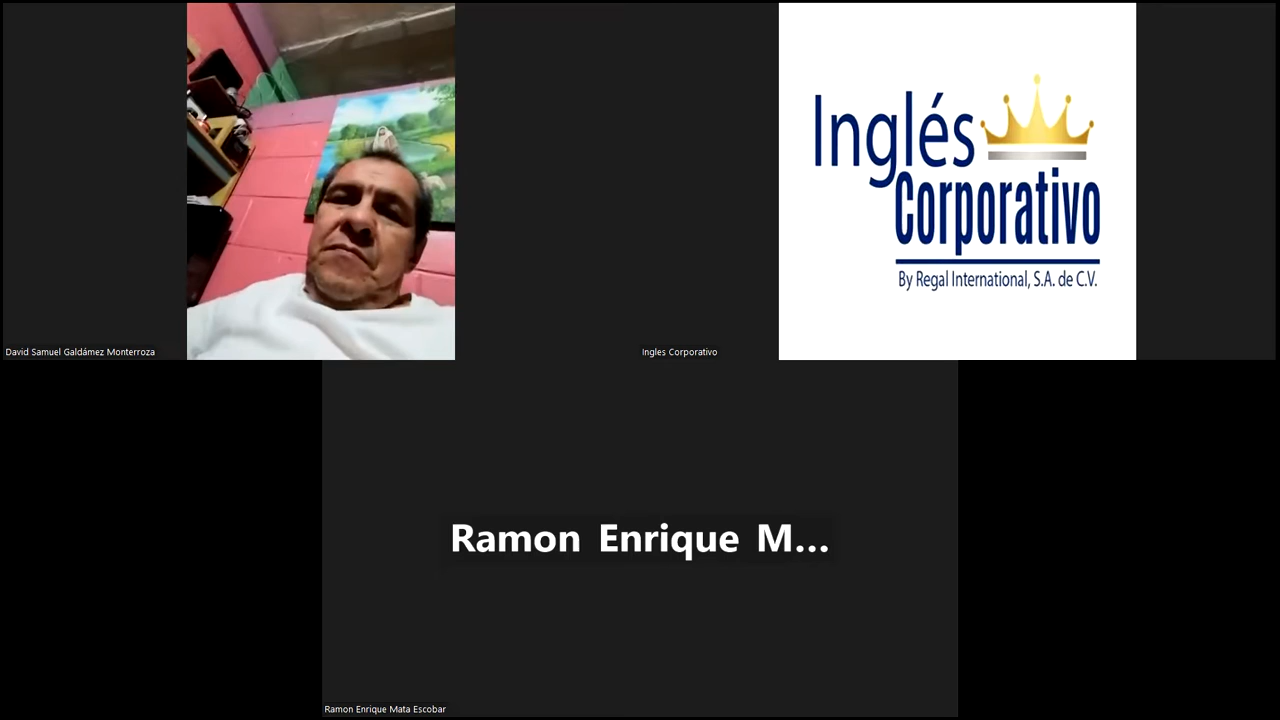 Inglés
Corporativo
By Regal International, S.A. de C.V.
David Samuel Galdámez Monterroza
Ingles Corporativo
Ramon Enrique M...
Ramon Enrique Mata Escobar